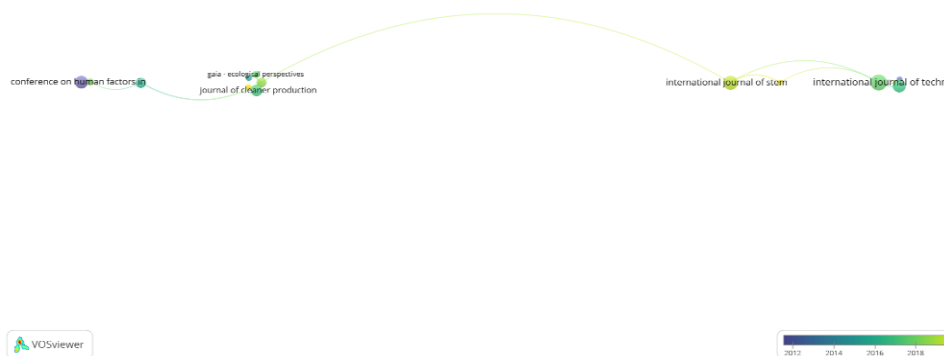 gaia - ecological perspectives
conference on human factors in
journal of cleaner production
international journal of stem
international journal of techn
VOSviewer
2012 2014 2016 2018